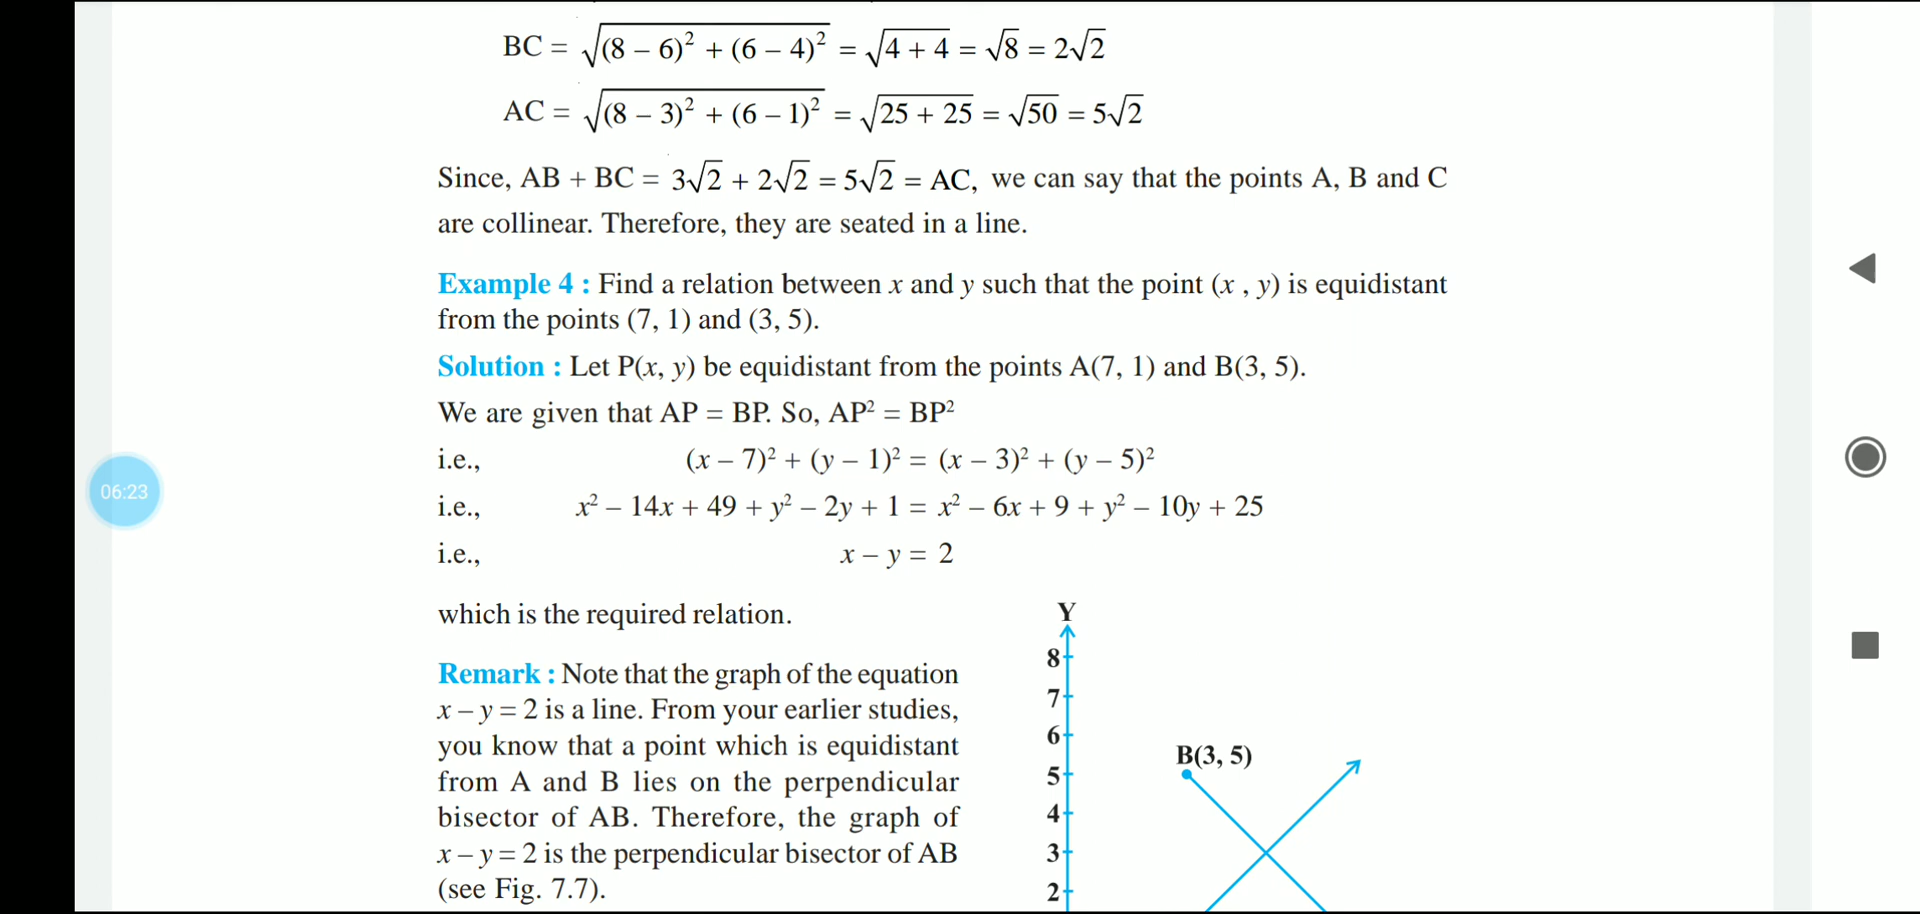 BC = √((8 – 6)² + (6 – 4)²) = √(4 + 4) = √8 = 2√2
AC = √((8 – 3)² + (6 – 1)²) = √(25 + 25) = √50 = 5√2
Since, AB + BC = 3√2 + 2√2 = 5√2 = AC, we can say that the points A, B and C
are collinear. Therefore, they are seated in a line.
Example 4 : Find a relation between x and y such that the point (x , y) is equidistant
from the points (7, 1) and (3, 5).
Solution : Let P(x, y) be equidistant from the points A(7, 1) and B(3, 5).
We are given that AP = BP. So, AP² = BP²
i.e., (x – 7)² + (y – 1)² = (x – 3)² + (y – 5)²
06:23
i.e., x² – 14x + 49 + y² – 2y + 1 = x² – 6x + 9 + y² – 10y + 25
i.e., x – y = 2
which is the required relation.
Remark : Note that the graph of the equation
x – y = 2 is a line. From your earlier studies,
you know that a point which is equidistant
from A and B lies on the perpendicular
bisector of AB. Therefore, the graph of
x – y = 2 is the perpendicular bisector of AB
(see Fig. 7.7).
Y
8
7
6
B(3, 5)
5
4
3
2